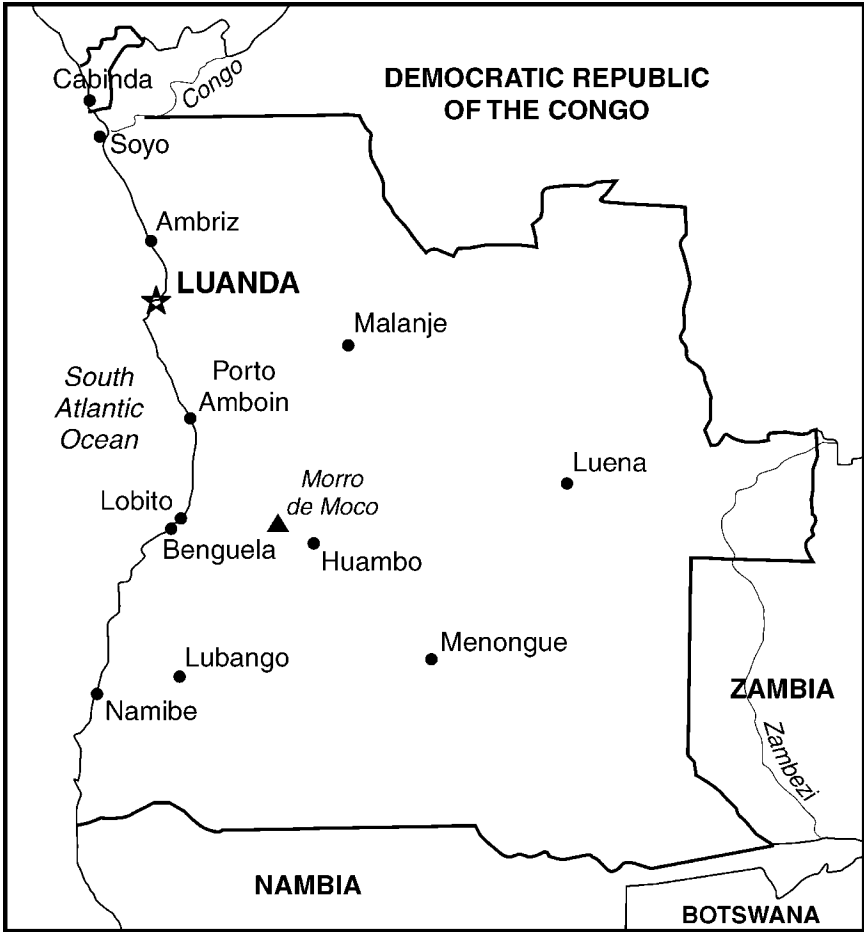 Cabinda
Congo
DEMOCRATIC REPUBLIC
OF THE CONGO
Soyo
Ambriz
LUANDA
Malanje
South
Atlantic
Ocean
Porto
Amboin
Luena
Morro
de Moco
Lobito
Benguela
Huambo
Menongue
Lubango
Namibe
ZAMBIA
Zambezi
NAMBIA
BOTSWANA